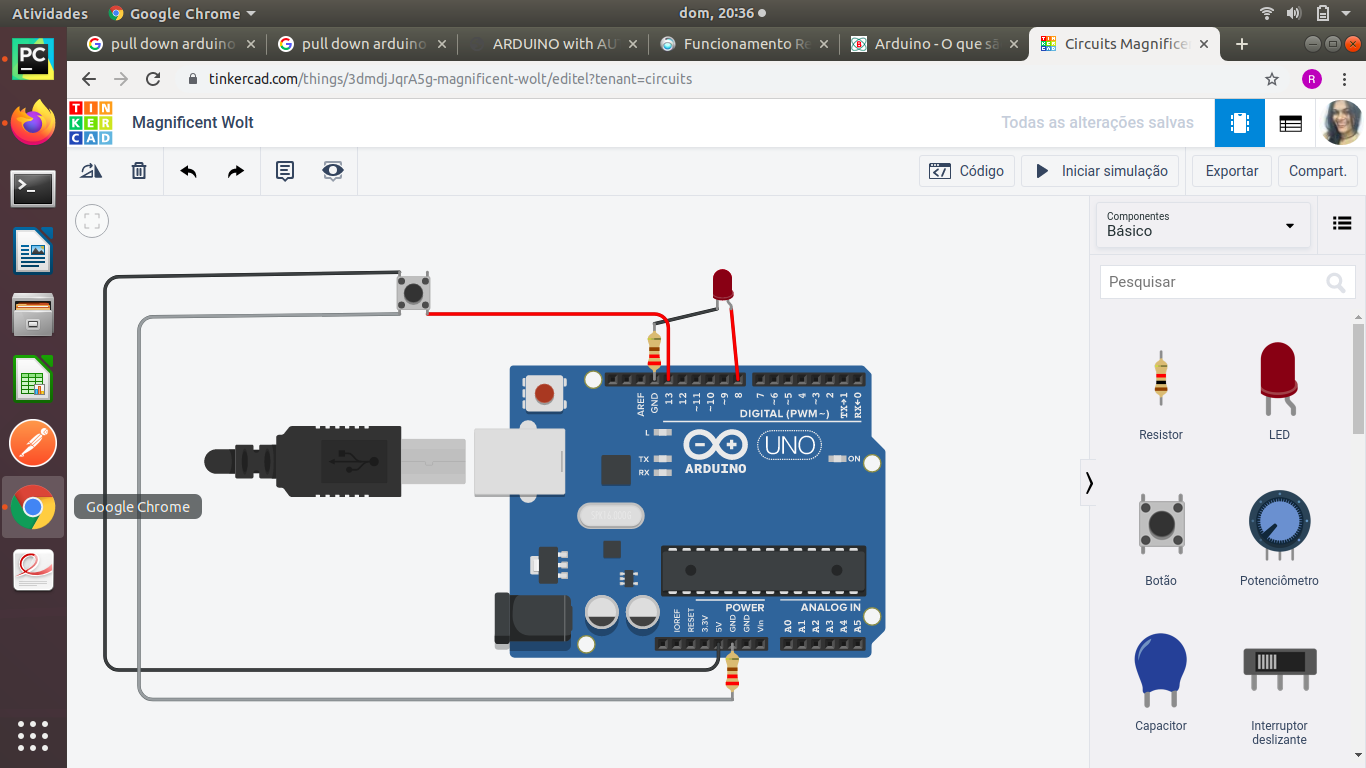 Atividades
Google Chrome
dom, 20:36
pull down arduino
pull down arduino
ARDUINO with AU
Funcionamento Re
Arduino - O que sã
Circuits Magnifice
tinkercad.com/things/3dmdjJqrA5g-magnificent-wolt/editel?tenant=circuits
R
TIN
KER
CAD
Magnificent Wolt
Todas as alterações salvas
Código
Iniciar simulação
Exportar
Compart.
Componentes
Básico
Pesquisar
Resistor
LED
Botão
Potenciômetro
Capacitor
Interruptor
deslizante
PC
Google Chrome
AREF
GND
13
12
~11
~10
~9
8
7
~6
~5
4
~3
2
TX→1
RX←0
DIGITAL (PWM~)
L
TX
RX
ARDUINO
UNO
ON
POWER
ANALOG IN
IOREF
RESET
3.3V
5V
GND
GND
Vin
A0
A1
A2
A3
A4
A5